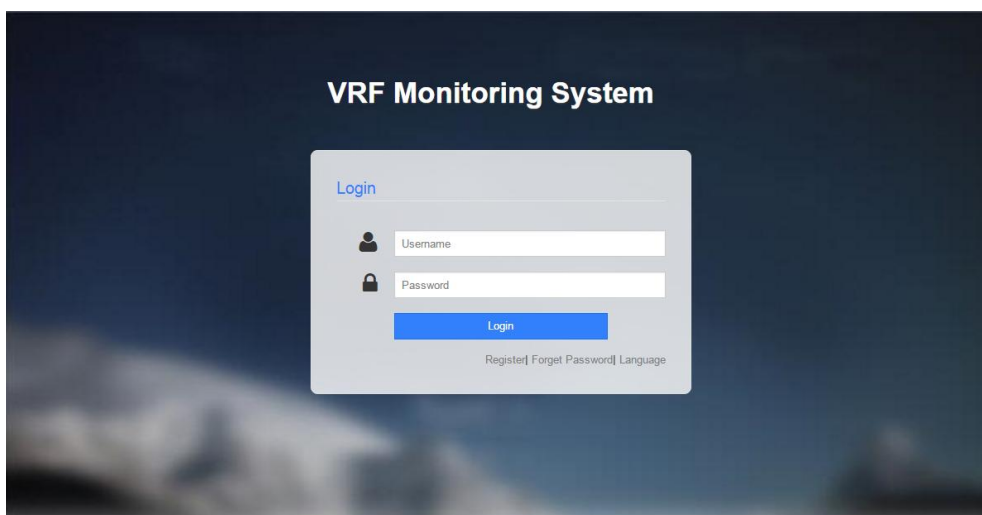 VRF Monitoring System
Login
Username
Password
Login
Register| Forget Password| Language